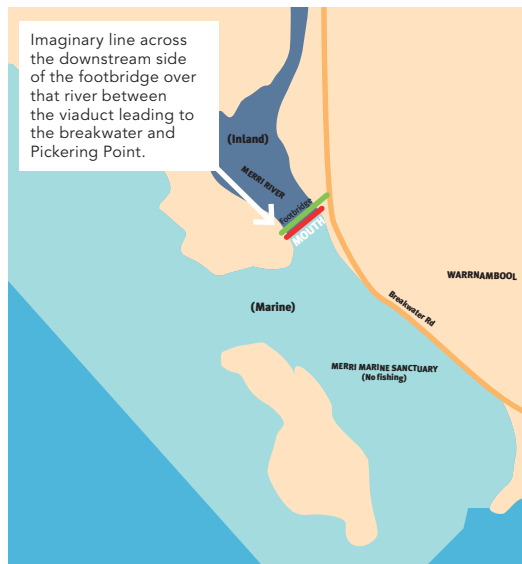 Imaginary line across
the downstream side
of the footbridge over
that river between
the viaduct leading to
the breakwater and
Pickering Point.
(Inland)
MERRI RIVER
Footbridge
MOUTH
WARRNAMBOOL
(Marine)
Breakwater Rd
MERRI MARINE SANCTUARY
(No fishing)